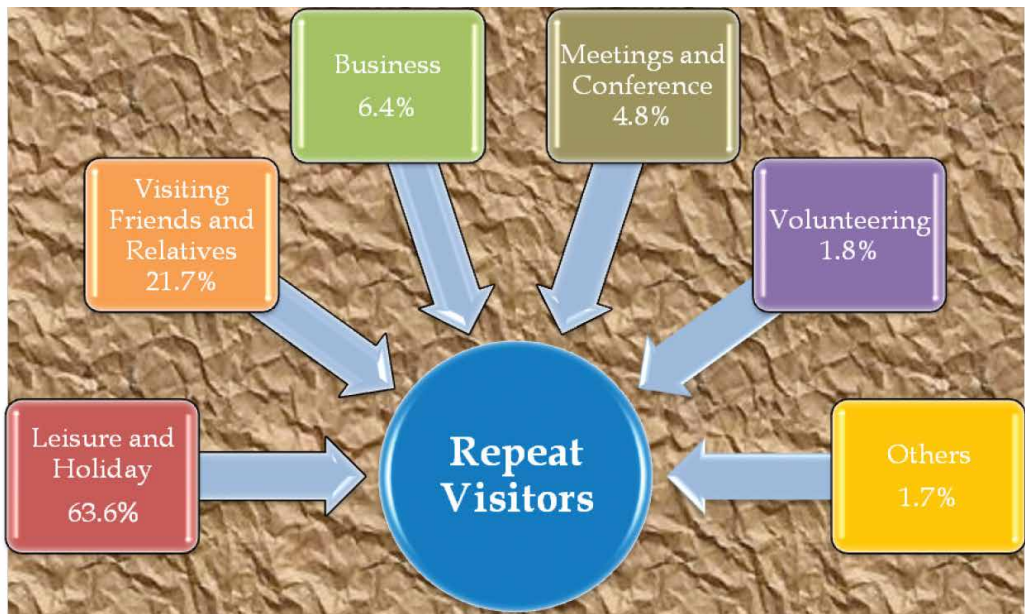 Business
6.4%
Meetings and
Conference
4.8%
Visiting
Friends and
Relatives
21.7%
Volunteering
1.8%
Leisure and
Holiday
63.6%
Repeat
Visitors
Others
1.7%